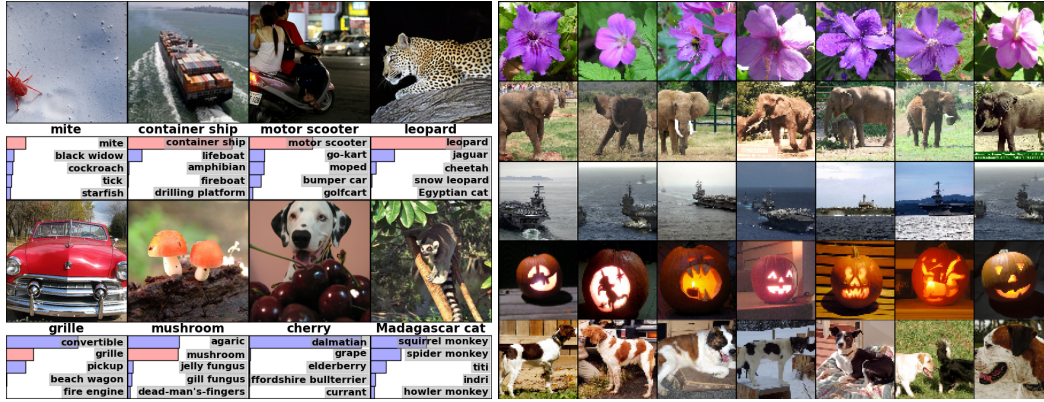 mite
container ship
motor scooter
leopard
mite
black widow
cockroach
tick
starfish
container ship
lifeboat
amphibian
fireboat
drilling platform
motor scooter
go-kart
moped
bumper car
golfcart
leopard
jaguar
cheetah
snow leopard
Egyptian cat
grille
mushroom
cherry
Madagascar cat
convertible
grille
pickup
beach wagon
fire engine
agaric
mushroom
jelly fungus
gill fungus
dead-man's-fingers
dalmatian
grape
elderberry
ffordshire bullterrier
currant
squirrel monkey
spider monkey
titi
indri
howler monkey